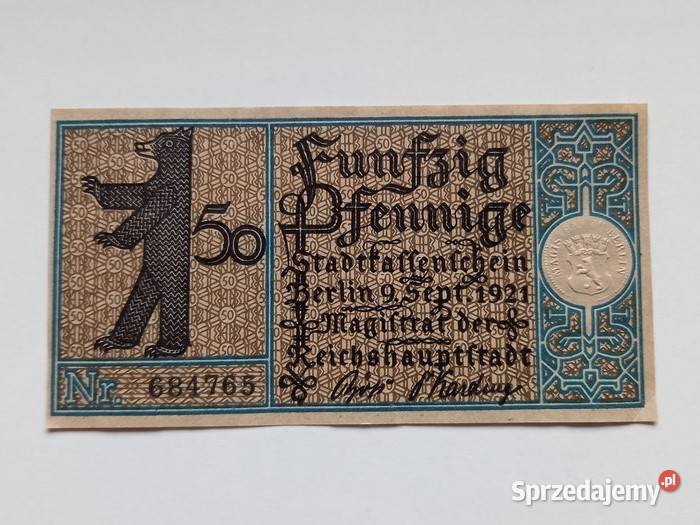 50
Funfzig
Pfennige
Stadtkassenschein
Berlin 9. Sept. 1921
Magistrat der
Reichshauptstadt
Nr. 684765
Sprzedajemy.pl